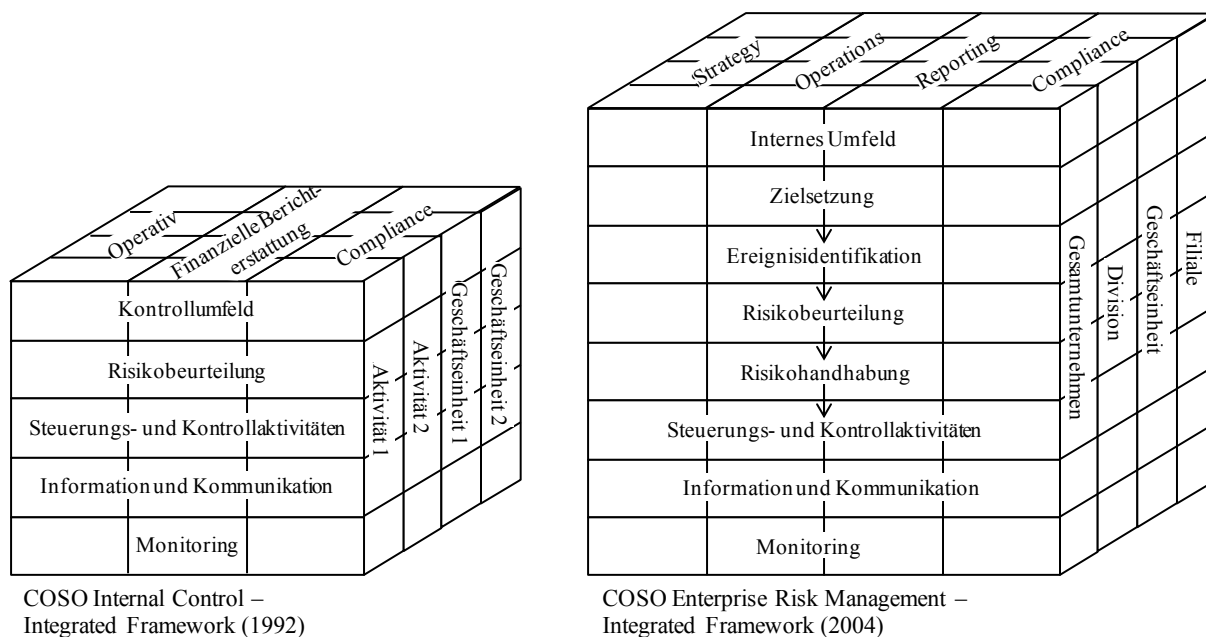 Operativ
Finanzielle Bericht-
erstattung
Compliance
Kontrollumfeld
Risikobeurteilung
Steuerungs- und Kontrollaktivitäten
Information und Kommunikation
Monitoring
Aktivität 1
Aktivität 2
Geschäftseinheit 1
Geschäftseinheit 2
COSO Internal Control –
Integrated Framework (1992)
Strategy
Operations
Reporting
Compliance
Internes Umfeld
Zielsetzung
Ereignisidentifikation
Risikobeurteilung
Risikohandhabung
Steuerungs- und Kontrollaktivitäten
Information und Kommunikation
Monitoring
Gesamtunternehmen
Division
Geschäftseinheit
Filiale
COSO Enterprise Risk Management –
Integrated Framework (2004)